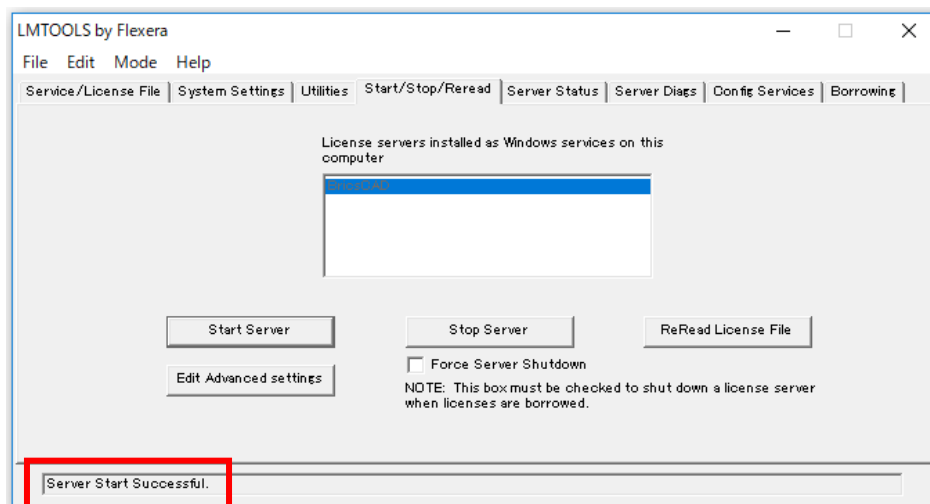 LMTOOLS by Flexera
File Edit Mode Help
Service/License File System Settings Utilities Start/Stop/Reread Server Status Server Diags Config Services Borrowing
License servers installed as Windows services on this
computer
BricsCAD
Start Server Stop Server ReRead License File
Force Server Shutdown
Edit Advanced settings
NOTE: This box must be checked to shut down a license server
when licenses are borrowed.
Server Start Successful.